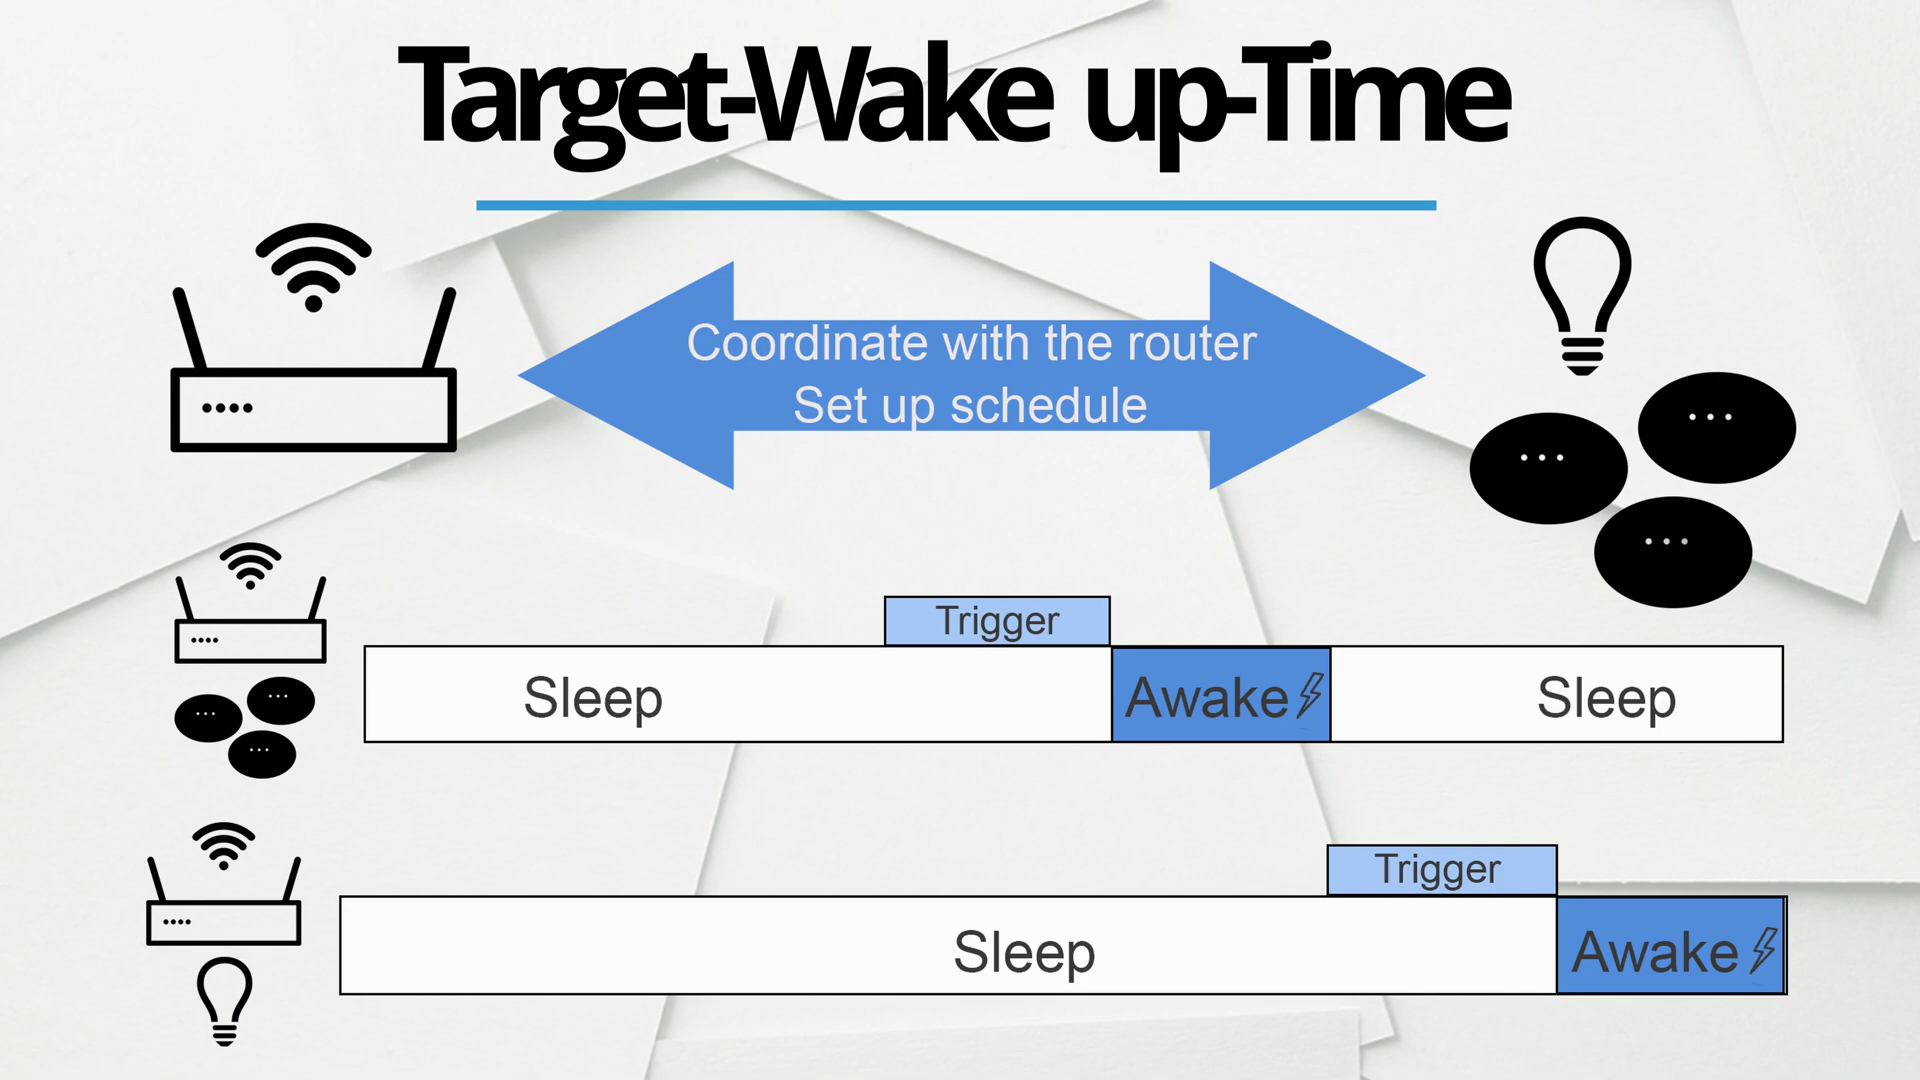 Target-Wake up-Time
Coordinate with the router
Set up schedule
Trigger
Sleep
Awake
Sleep
Trigger
Sleep
Awake